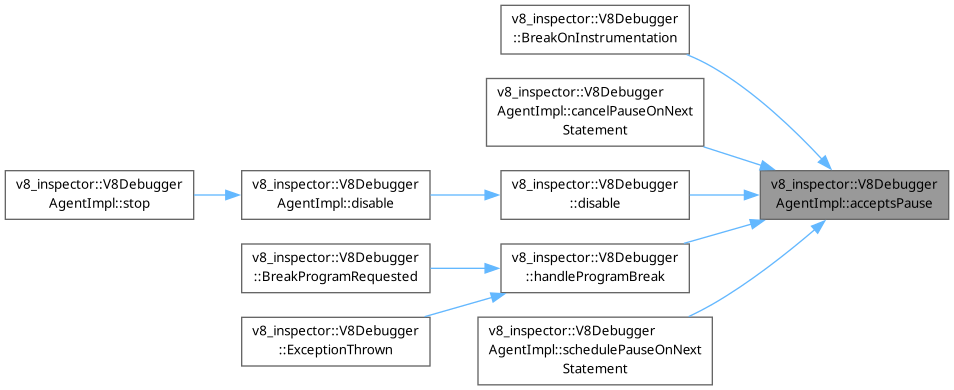 v8_inspector::V8Debugger
::BreakOnInstrumentation
v8_inspector::V8Debugger
AgentImpl::cancelPauseOnNext
Statement
v8_inspector::V8Debugger
AgentImpl::stop
v8_inspector::V8Debugger
AgentImpl::disable
v8_inspector::V8Debugger
::disable
v8_inspector::V8Debugger
AgentImpl::acceptsPause
v8_inspector::V8Debugger
::BreakProgramRequested
v8_inspector::V8Debugger
::handleProgramBreak
v8_inspector::V8Debugger
::ExceptionThrown
v8_inspector::V8Debugger
AgentImpl::schedulePauseOnNext
Statement